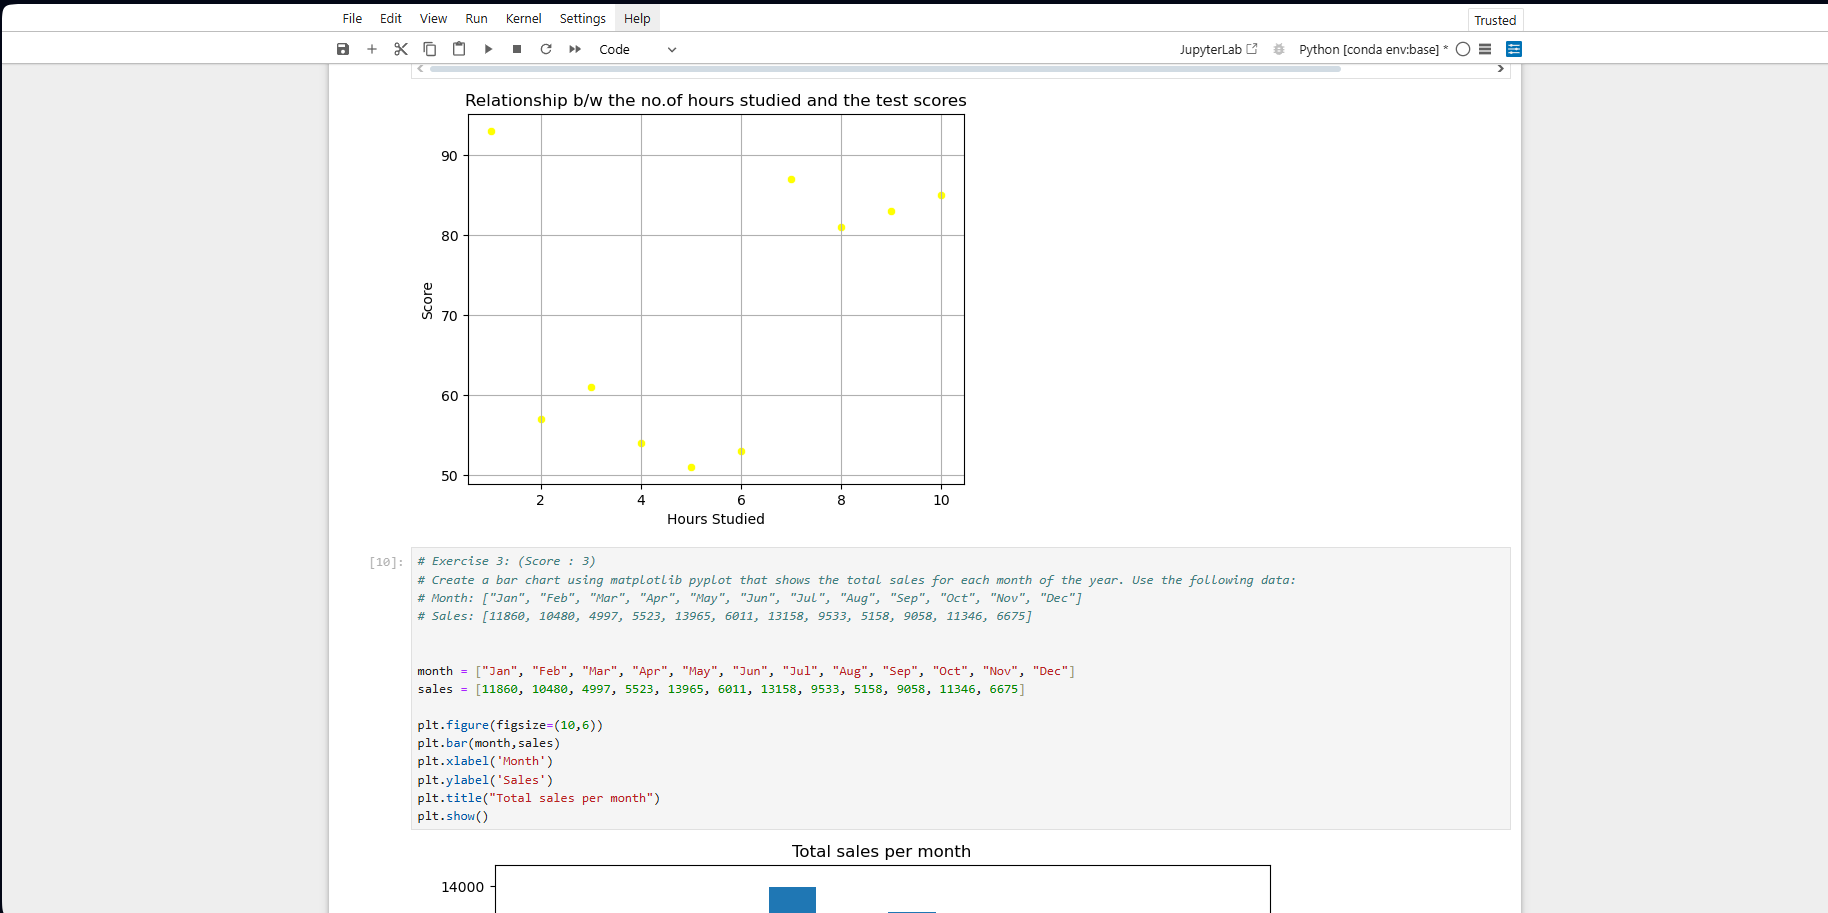 File Edit View Run Kernel Settings Help
Trusted
Code
JupyterLab
Python [conda env:base] *
Relationship b/w the no.of hours studied and the test scores
90
80
70
60
50
Score
2 4 6 8 10
Hours Studied
[10]:
# Exercise 3: (Score : 3)
# Create a bar chart using matplotlib pyplot that shows the total sales for each month of the year. Use the following data:
# Month: ["Jan", "Feb", "Mar", "Apr", "May", "Jun", "Jul", "Aug", "Sep", "Oct", "Nov", "Dec"]
# Sales: [11860, 10480, 4997, 5523, 13965, 6011, 13158, 9533, 5158, 9058, 11346, 6675]
month = ["Jan", "Feb", "Mar", "Apr", "May", "Jun", "Jul", "Aug", "Sep", "Oct", "Nov", "Dec"]
sales = [11860, 10480, 4997, 5523, 13965, 6011, 13158, 9533, 5158, 9058, 11346, 6675]
plt.figure(figsize=(10,6))
plt.bar(month,sales)
plt.xlabel('Month')
plt.ylabel('Sales')
plt.title("Total sales per month")
plt.show()
Total sales per month
14000